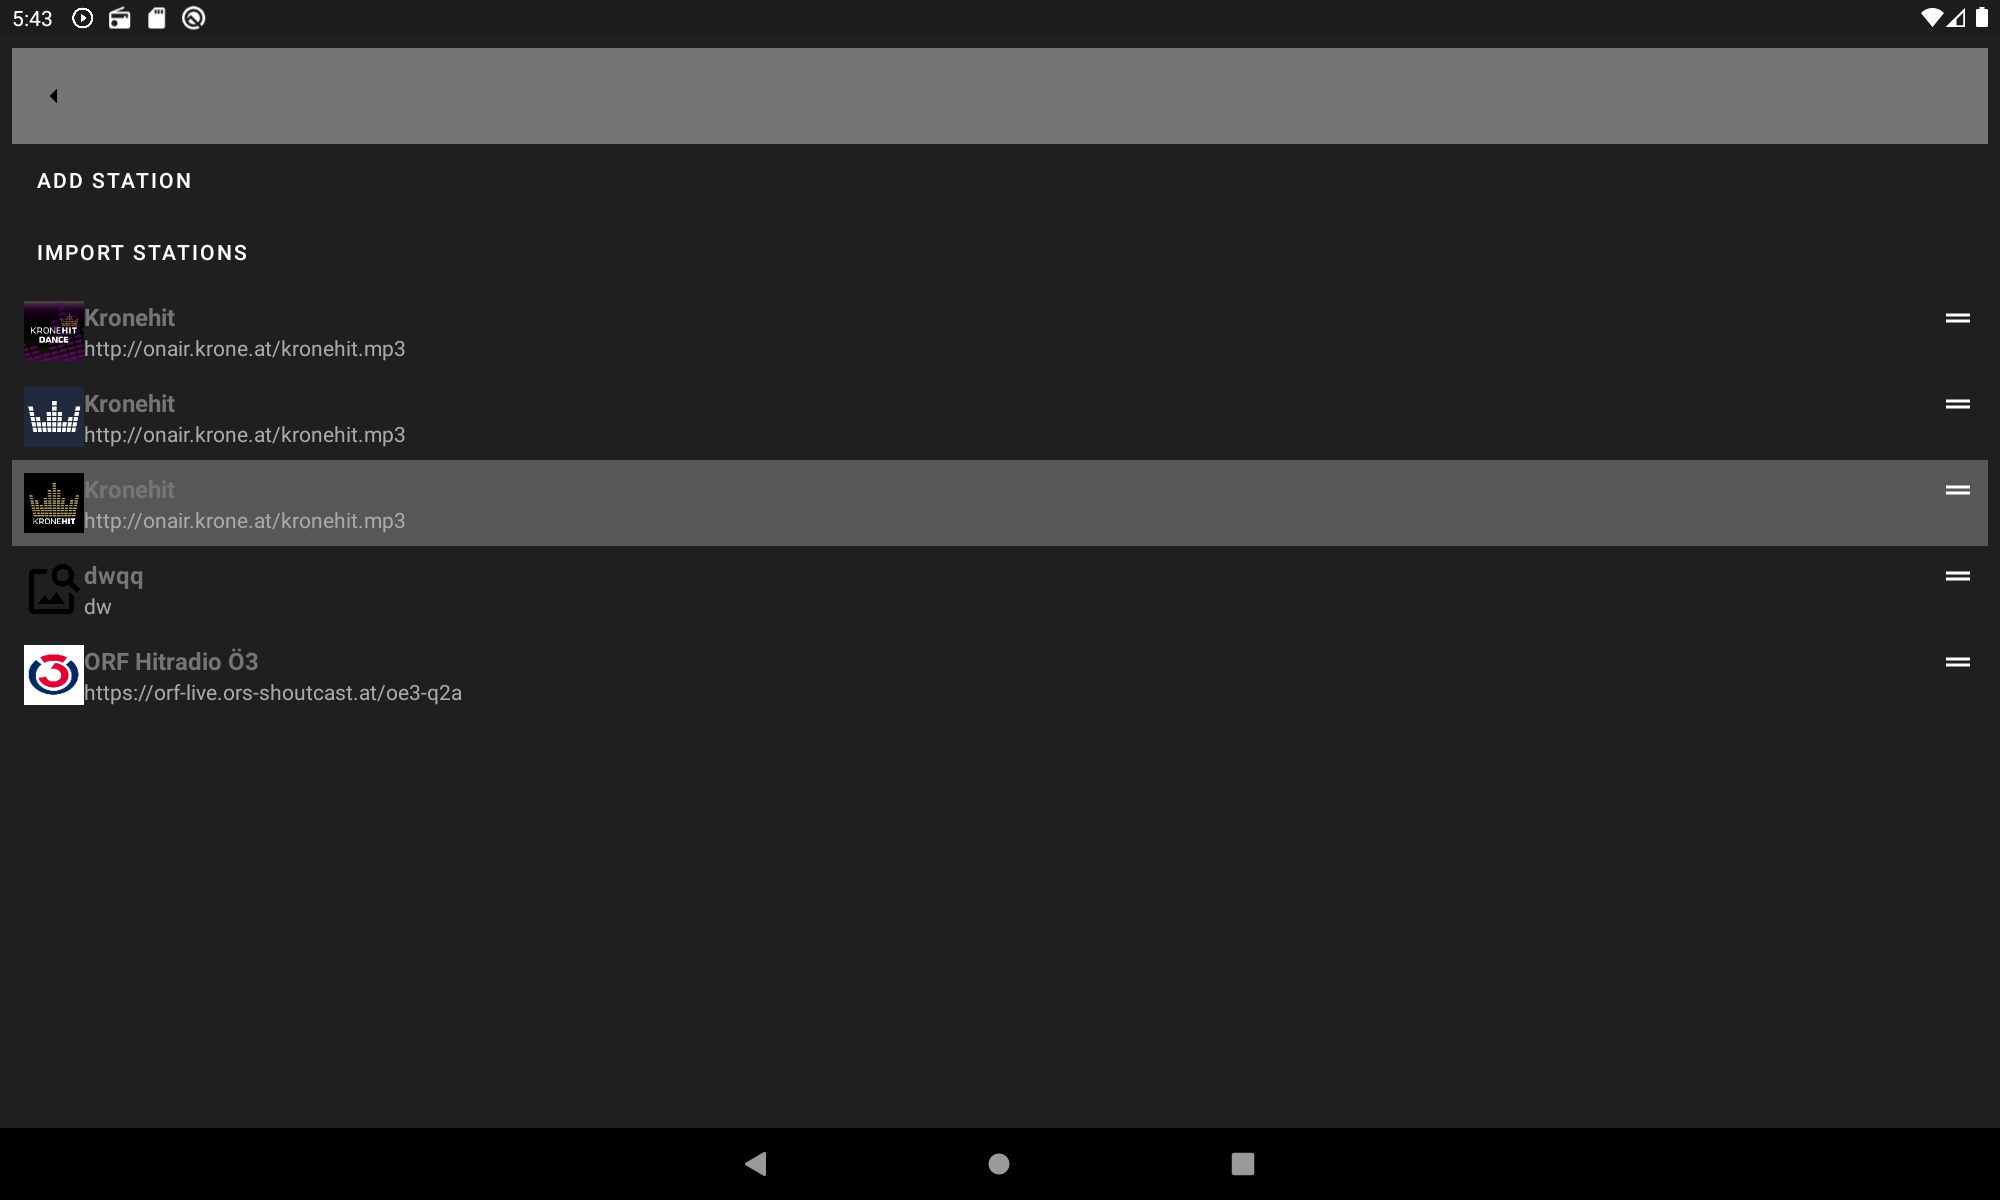 5:43
ADD STATION
IMPORT STATIONS
KRONEHIT
DANCE
Kronehit
http://onair.krone.at/kronehit.mp3
Kronehit
http://onair.krone.at/kronehit.mp3
KRONEHIT
Kronehit
http://onair.krone.at/kronehit.mp3
dwqq
dw
3
ORF Hitradio Ö3
https://orf-live.ors-shoutcast.at/oe3-q2a